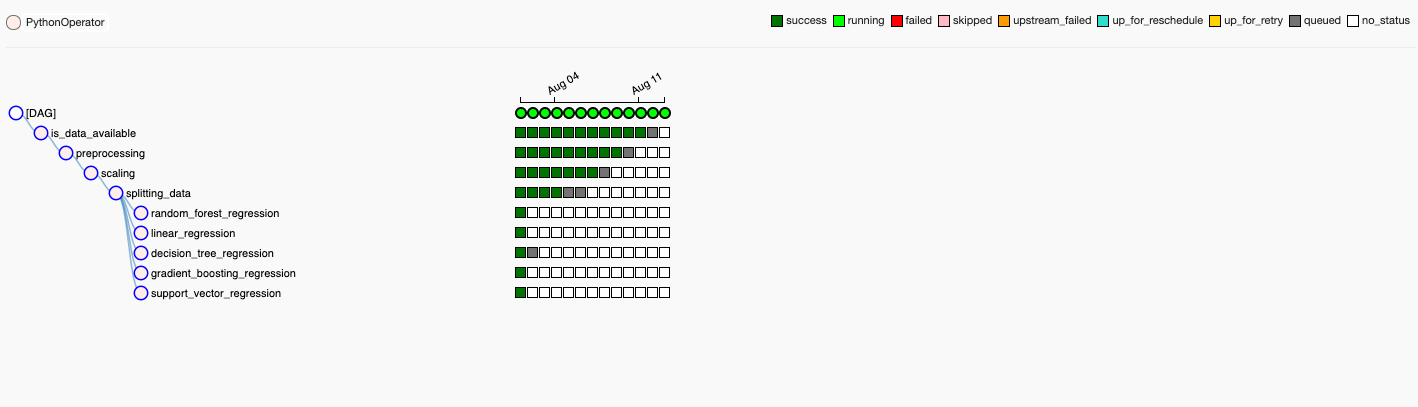 PythonOperator
success running failed skipped upstream_failed up_for_reschedule up_for_retry queued no_status
Aug 04 Aug 11
[DAG]
is_data_available
preprocessing
scaling
splitting_data
random_forest_regression
linear_regression
decision_tree_regression
gradient_boosting_regression
support_vector_regression